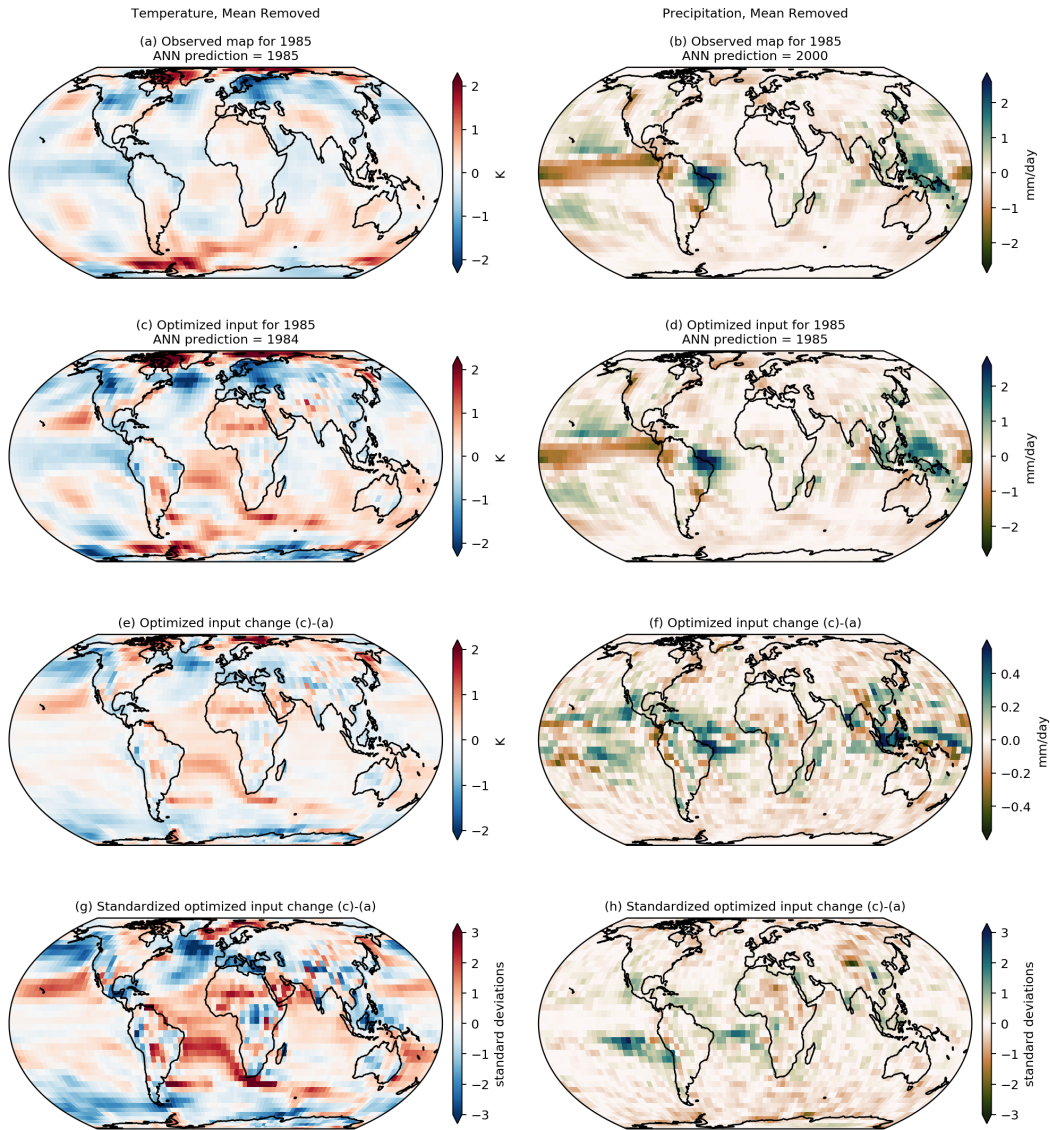 Temperature, Mean Removed
Precipitation, Mean Removed
(a) Observed map for 1985
ANN prediction = 1985
2
1
0
−1
−2
K
(b) Observed map for 1985
ANN prediction = 2000
2
1
0
−1
−2
mm/day
(c) Optimized input for 1985
ANN prediction = 1984
2
1
0
−1
−2
K
(d) Optimized input for 1985
ANN prediction = 1985
2
1
0
−1
−2
mm/day
(e) Optimized input change (c)-(a)
2
1
0
−1
−2
K
(f) Optimized input change (c)-(a)
0.4
0.2
0.0
−0.2
−0.4
mm/day
(g) Standardized optimized input change (c)-(a)
3
2
1
0
−1
−2
−3
standard deviations
(h) Standardized optimized input change (c)-(a)
3
2
1
0
−1
−2
−3
standard deviations